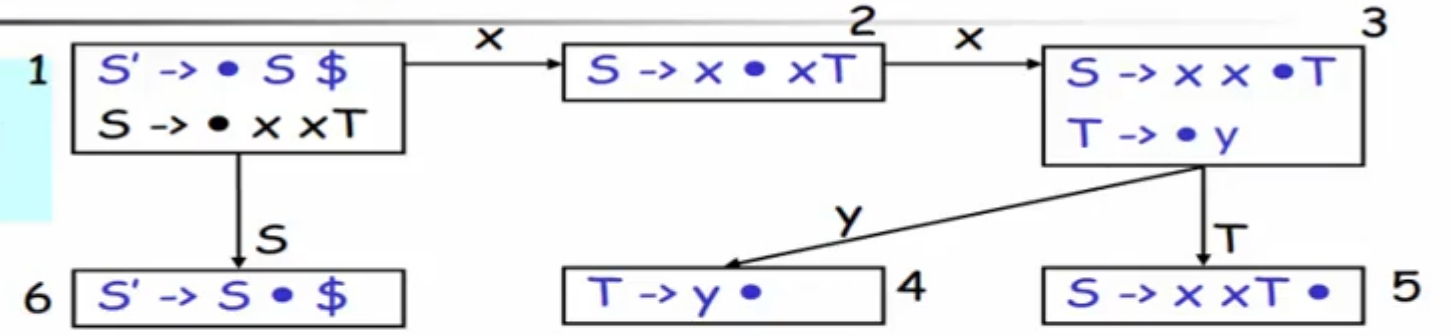 1
S' -> • S $
S -> • x xT
x
2
S -> x • xT
x
3
S -> x x •T
T -> • y
S
y
T
6
S' -> S • $
T -> y •
4
S -> x xT •
5